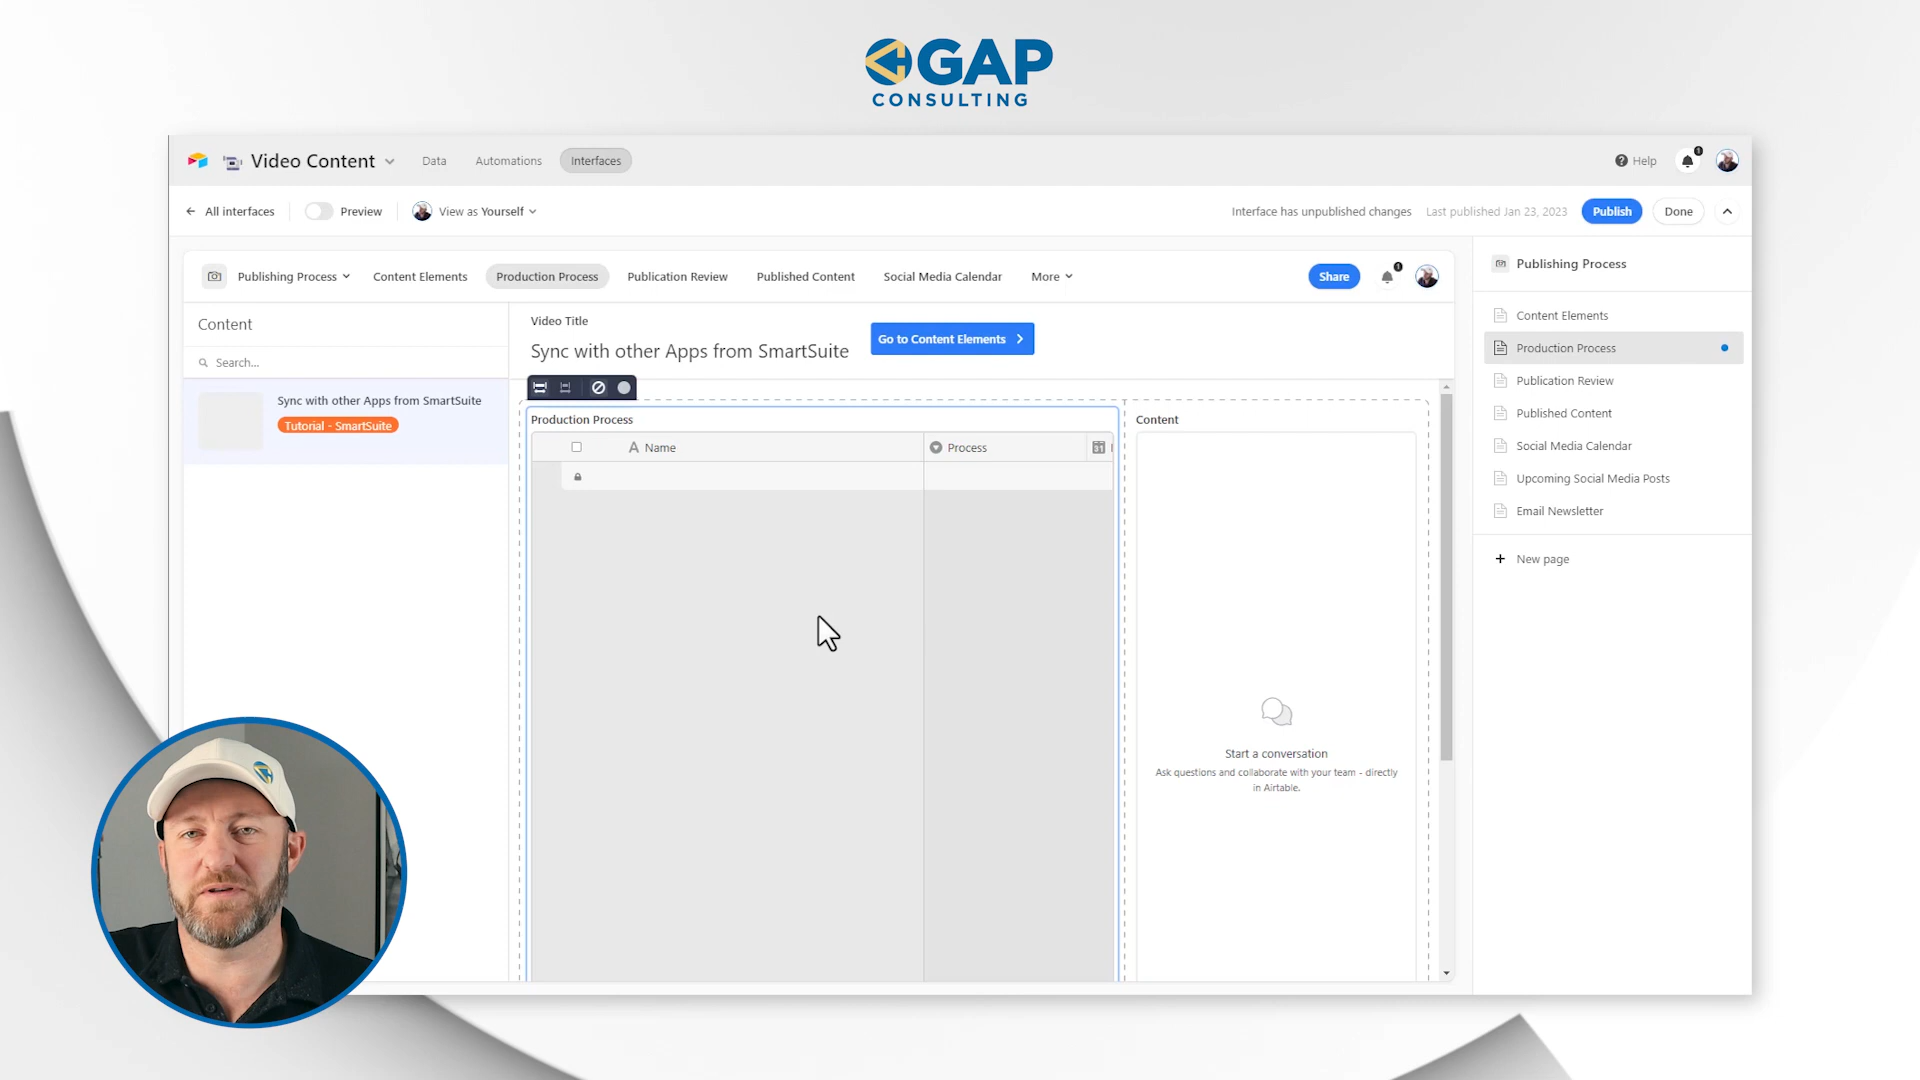 GAP
CONSULTING
Video Content
Data
Automations
Interfaces
Help
1
All interfaces
Preview
View as Yourself
Interface has unpublished changes
Last published Jan 23, 2023
Publish
Done
Publishing Process
Content Elements
Production Process
Publication Review
Published Content
Social Media Calendar
More
Share
1
Publishing Process
Content Elements
Production Process
Publication Review
Published Content
Social Media Calendar
Upcoming Social Media Posts
Email Newsletter
New page
Content
Search...
Sync with other Apps from SmartSuite
Tutorial - SmartSuite
Video Title
Sync with other Apps from SmartSuite
Go to Content Elements
Production Process
A Name
Process
31
Content
Start a conversation
Ask questions and collaborate with your team - directly
in Airtable.